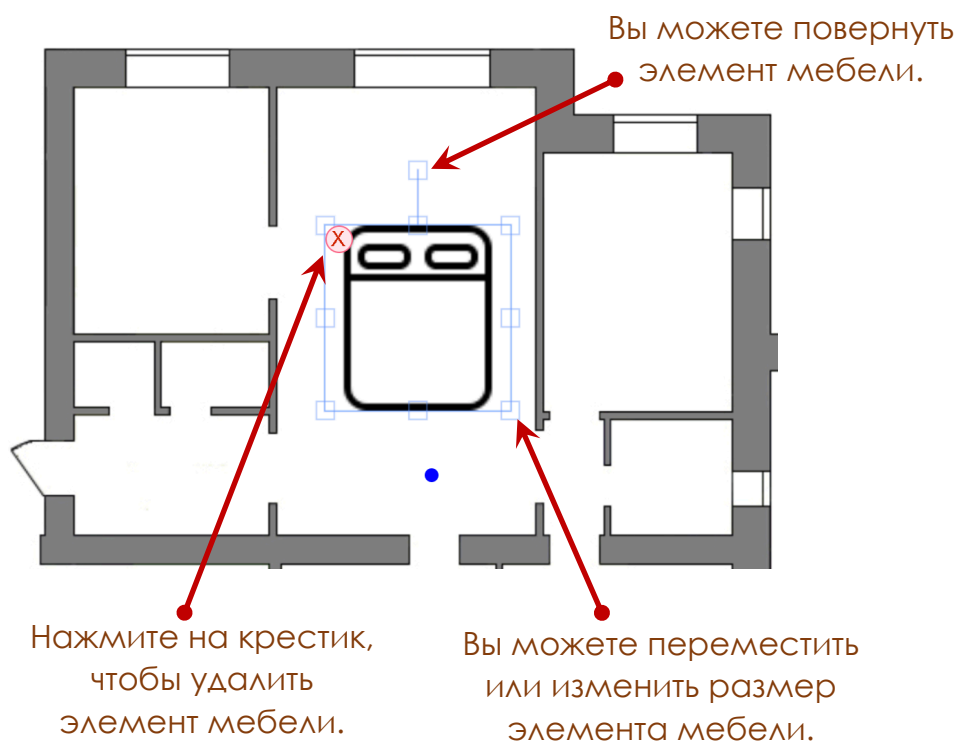 Вы можете повернуть
элемент мебели.
X
Нажмите на крестик,
чтобы удалить
элемент мебели.
Вы можете переместить
или изменить размер
элемента мебели.